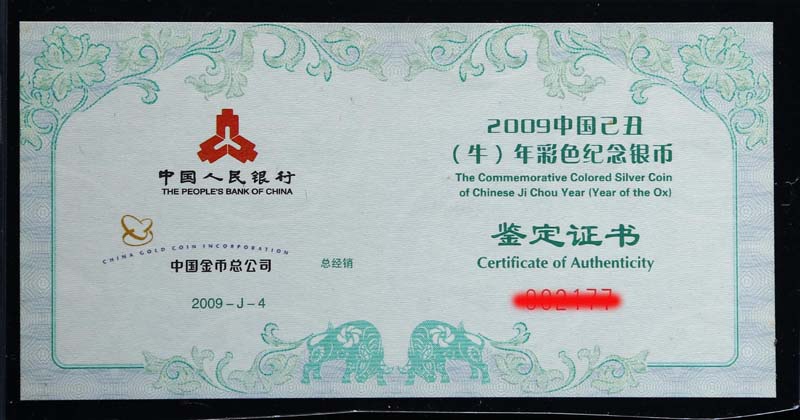 中国人民银行
THE PEOPLE'S BANK OF CHINA
CHINA GOLD COIN INCORPORATION
中国金币总公司 总经销
2009-J-4
2009中国己丑
（牛）年彩色纪念银币
The Commemorative Colored Silver Coin
of Chinese Ji Chou Year (Year of the Ox)
鉴定证书
Certificate of Authenticity